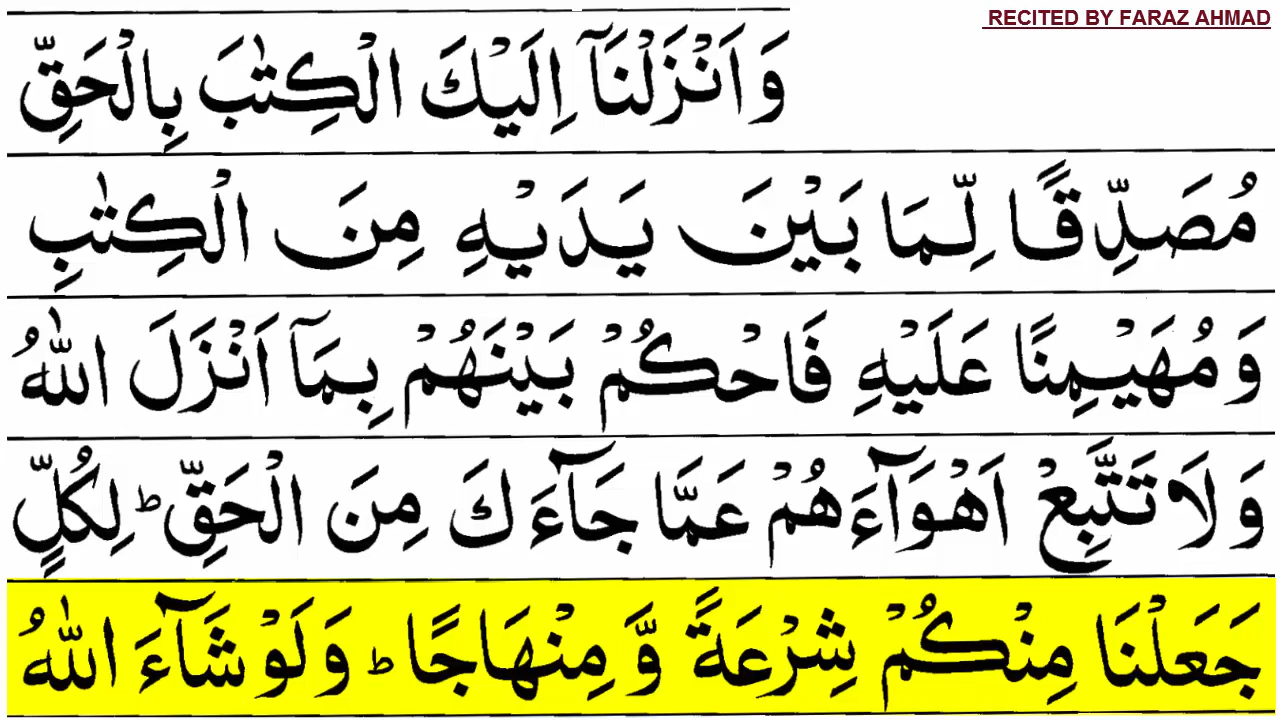 RECITED BY FARAZ AHMAD
وَاَنْزَلْنَاۤ اِلَيْكَ الْكِتٰبَ بِالْحَقِّ
مُصَدِّقًا لِّمَا بَيْنَ يَدَيْهِ مِنَ الْكِتٰبِ
وَمُهَيْمِنًا عَلَيْهِ فَاحْكُمْ بَيْنَهُمْ بِمَاۤ اَنْزَلَ اللّٰهُ
وَلَا تَتَّبِعْ اَهْوَآءَهُمْ عَمَّا جَآءَكَ مِنَ الْحَقِّ ؕ لِكُلٍّ
جَعَلْنَا مِنْكُمْ شِرْعَةً وَّمِنْهَاجًا ؕ وَلَوْ شَآءَ اللّٰهُ